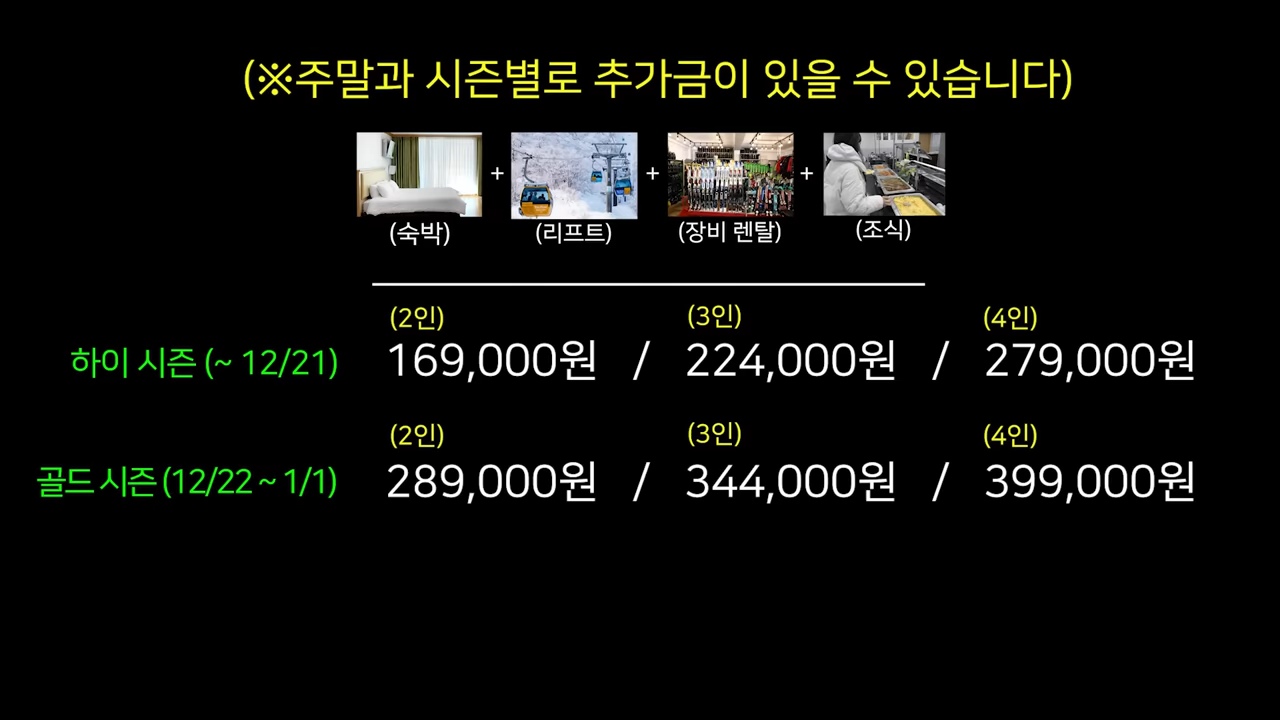 (※주말과 시즌별로 추가금이 있을 수 있습니다)
+ + +
(숙박) (리프트) (장비 렌탈) (조식)
(2인) (3인) (4인)
하이 시즌 (~ 12/21) 169,000원 / 224,000원 / 279,000원
(2인) (3인) (4인)
골드 시즌 (12/22 ~ 1/1) 289,000원 / 344,000원 / 399,000원